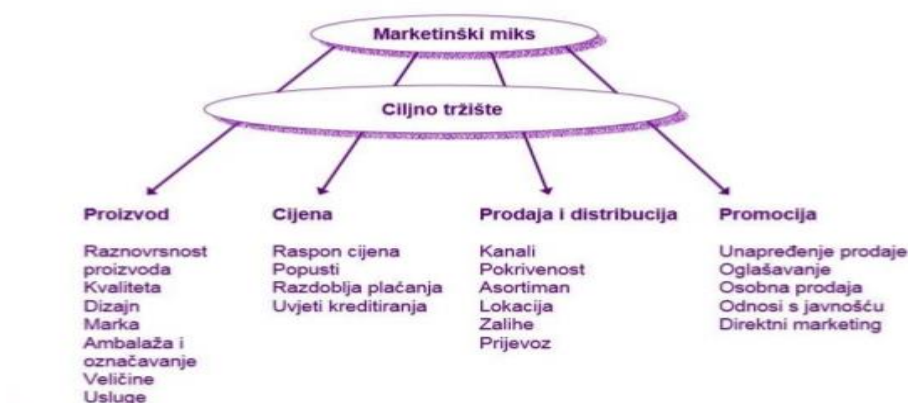 Marketinški miks
Ciljno tržište
Proizvod
Raznovrsnost
proizvoda
Kvaliteta
Dizajn
Marka
Ambalaža i
označavanje
Veličine
Usluge
Cijena
Raspon cijena
Popusti
Razdoblja plaćanja
Uvjeti kreditiranja
Prodaja i distribucija
Kanali
Pokrivenost
Asortiman
Lokacija
Zalihe
Prijevoz
Promocija
Unapređenje prodaje
Oglašavanje
Osobna prodaja
Odnosi s javnošću
Direktni marketing